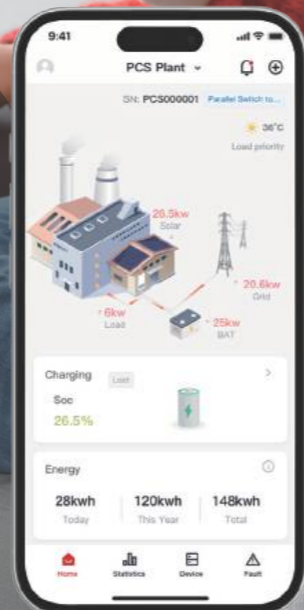 9:41
PCS Plant
SN: PCS000001 Parallel Switch to...
36°C
Load priority
26.5kw
Solar
20.6kw
Grid
6kw
Load
25kw
BAT
Charging
Lost
Soc
26.5%
Energy
28kwh 120kwh 148kwh
Today This Year Total
Home Statistics Device Fault